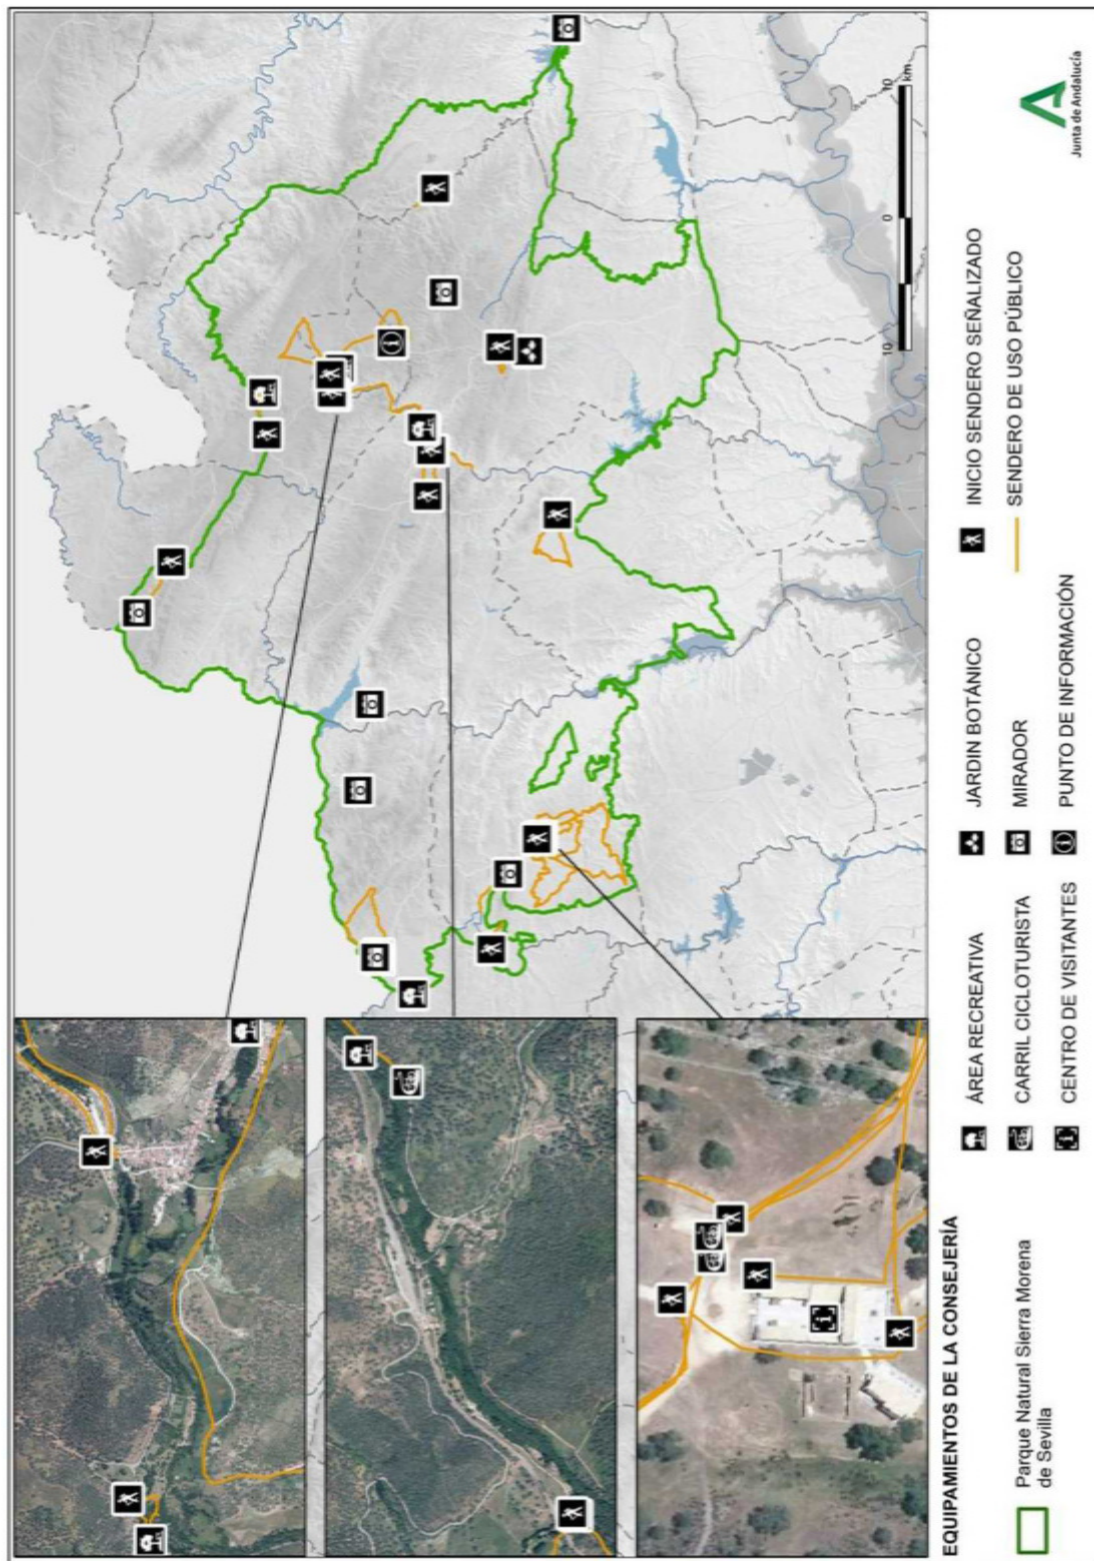 10
0
10
km
EQUIPAMIENTOS DE LA CONSEJERÍA
Parque Natural Sierra Morena
de Sevilla
ÁREA RECREATIVA
CARRIL CICLOTURISTA
CENTRO DE VISITANTES
JARDIN BOTÁNICO
MIRADOR
PUNTO DE INFORMACIÓN
INICIO SENDERO SEÑALIZADO
SENDERO DE USO PÚBLICO
Junta de Andalucía